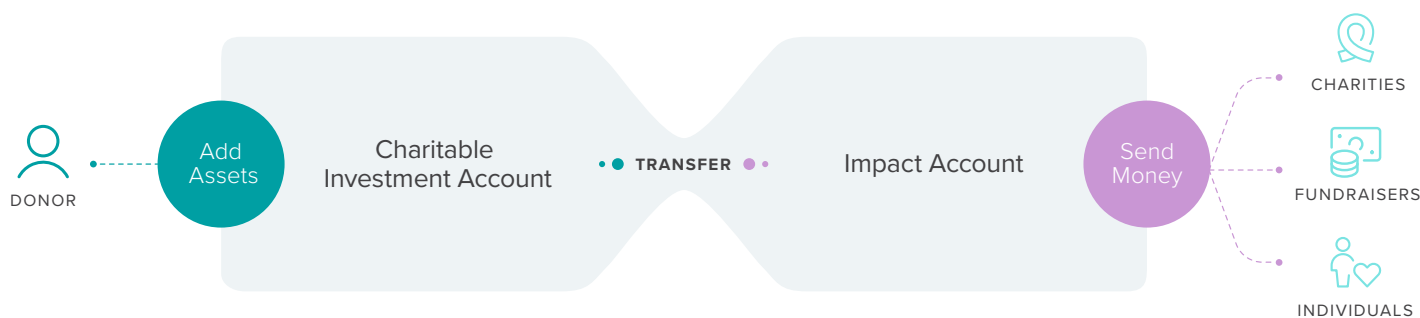 DONOR
Add
Assets
Charitable
Investment Account
TRANSFER
Impact Account
Send
Money
CHARITIES
FUNDRAISERS
INDIVIDUALS